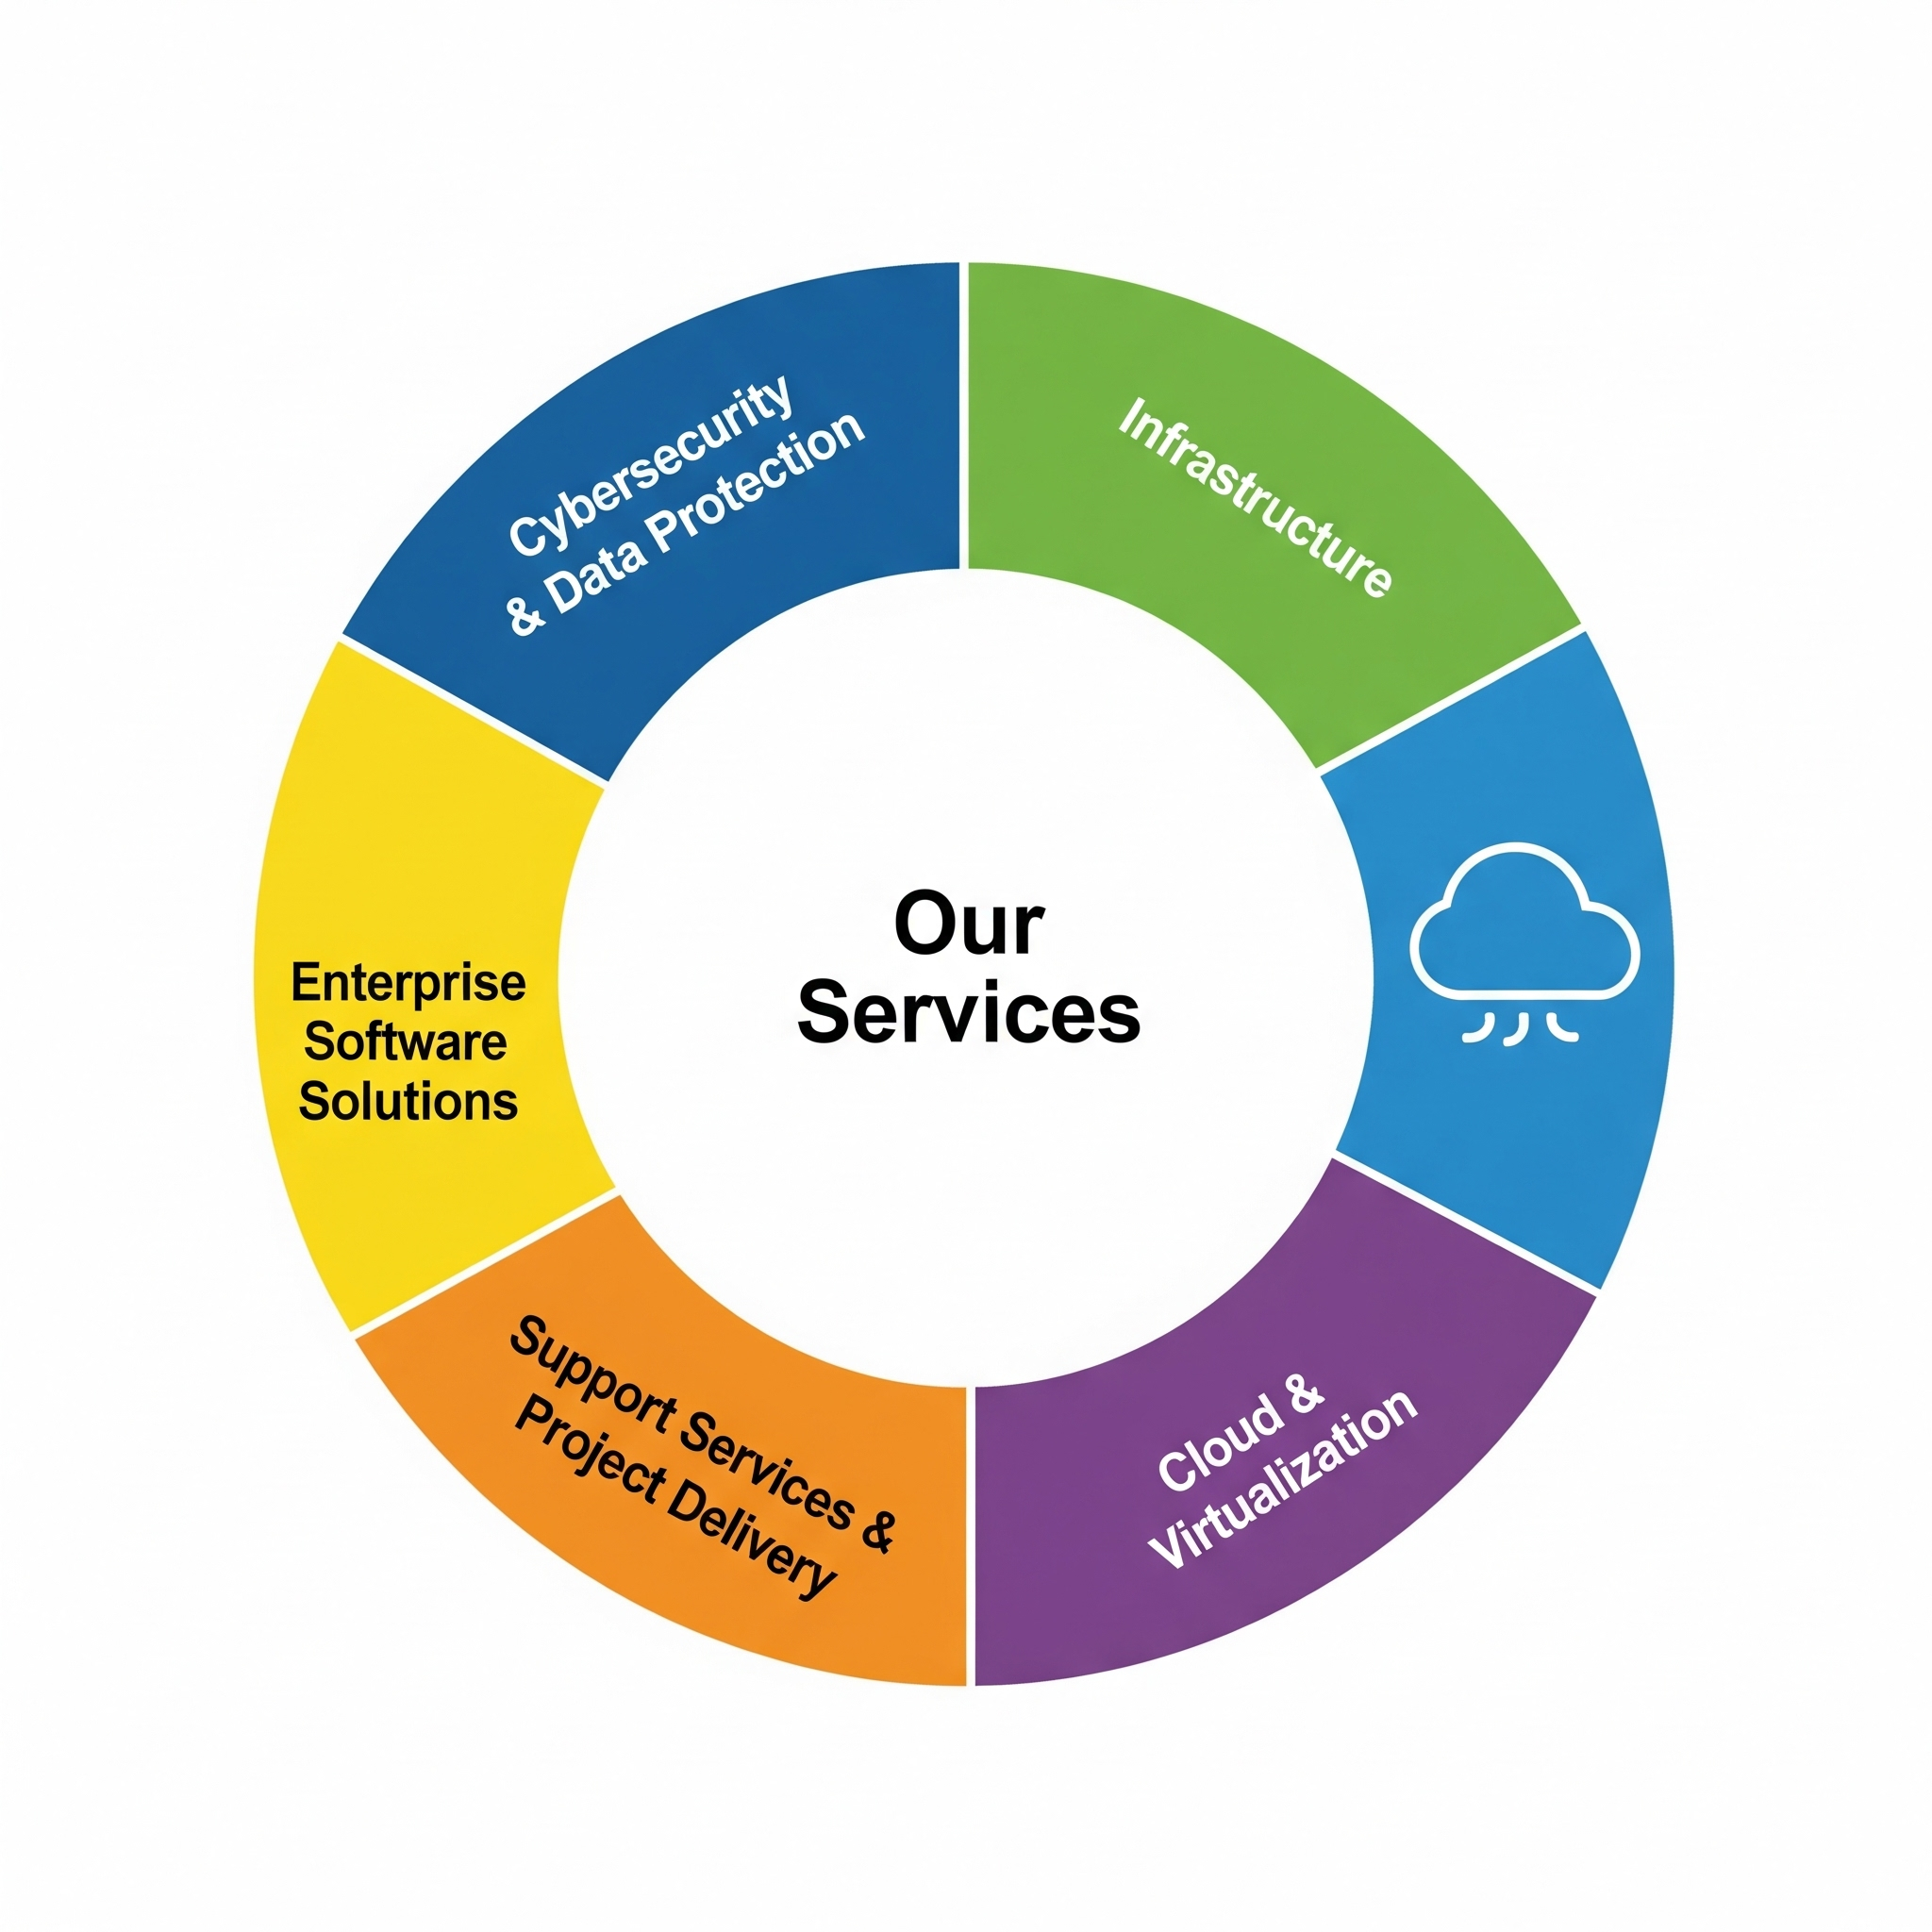 Cybersecurity
& Data Protection
Infrastructure
Our
Services
Enterprise
Software
Solutions
Support Services &
Project Delivery
Cloud &
Virtualization